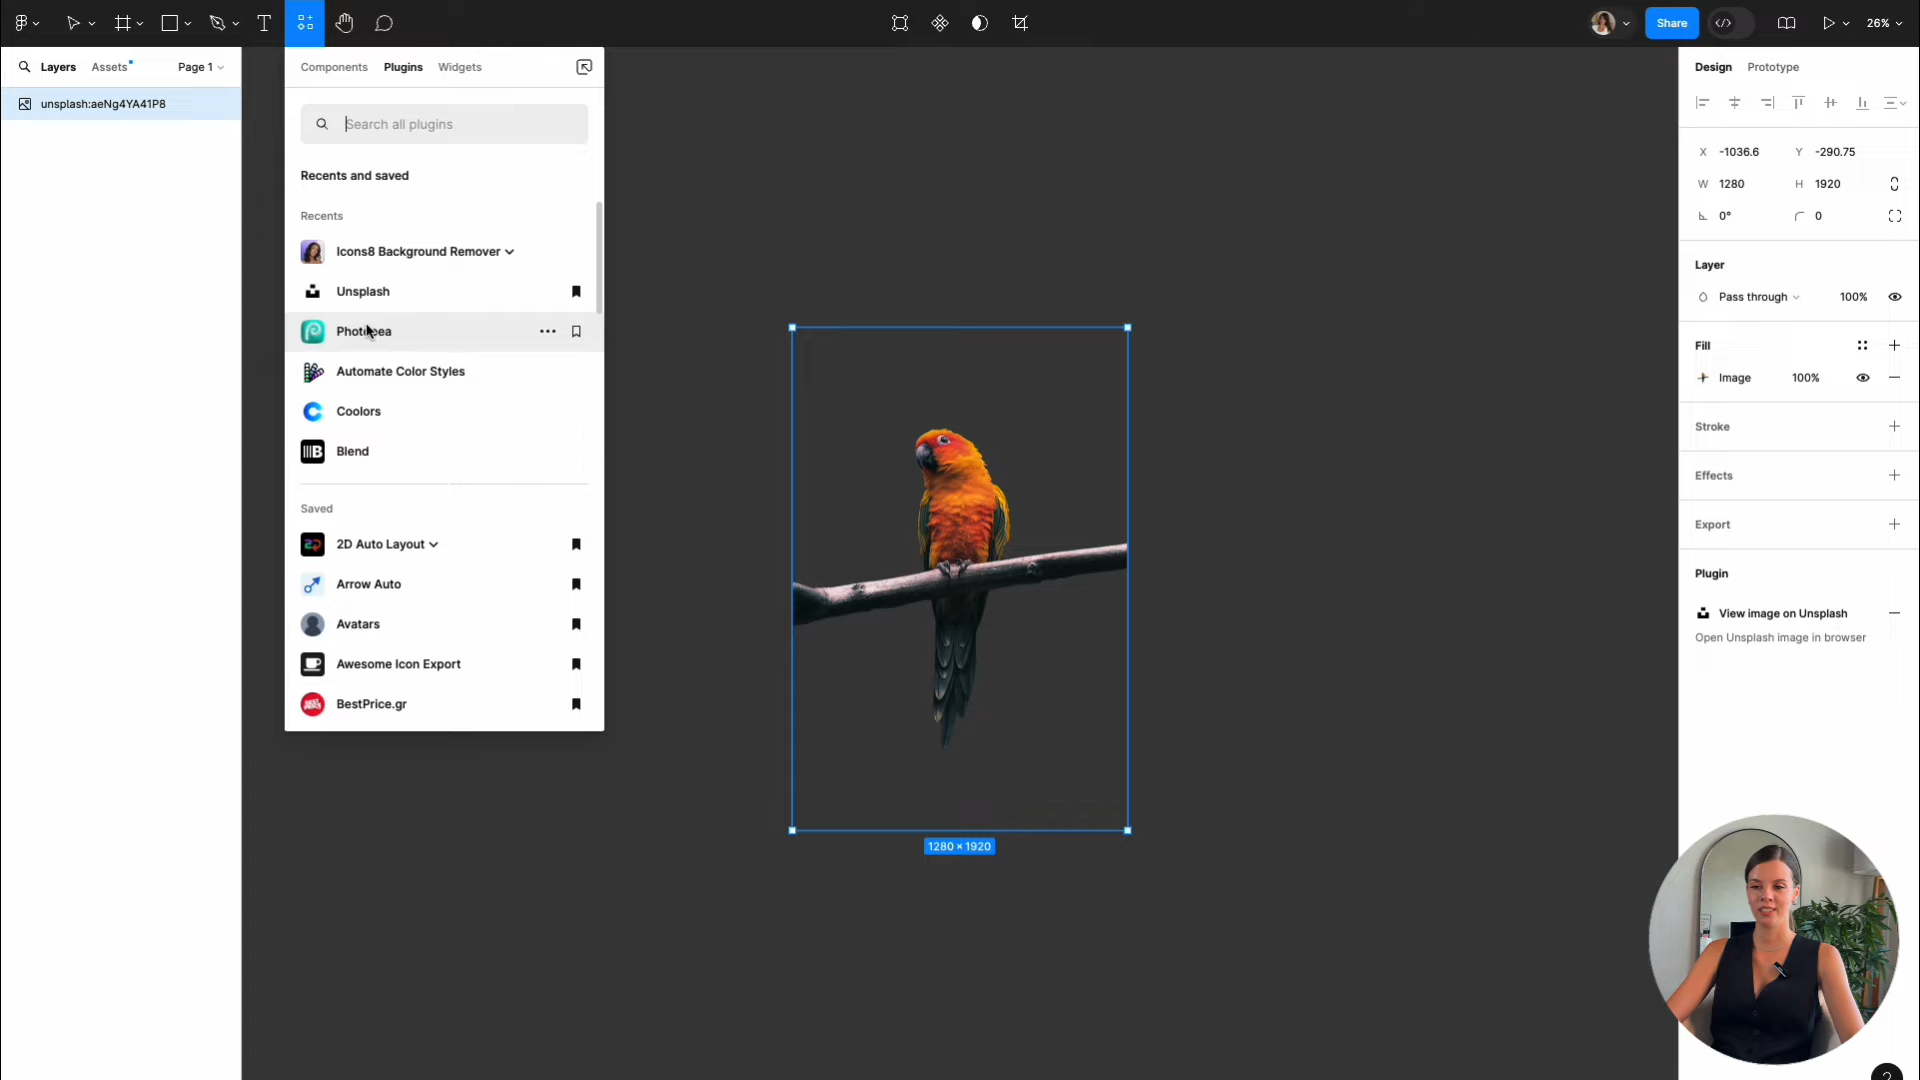 T
Share
26%
Layers
Assets
Page 1
unsplash:aeNg4YA41P8
Components
Plugins
Widgets
Search all plugins
Recents and saved
Recents
Icons8 Background Remover
Unsplash
Photopea
Automate Color Styles
Coolors
Blend
Saved
2D Auto Layout
Arrow Auto
Avatars
Awesome Icon Export
BestPrice.gr
1280 × 1920
Design
Prototype
X -1036.6 Y -290.75
W 1280 H 1920
0° 0
Layer
Pass through 100%
Fill
Image 100%
Stroke
Effects
Export
Plugin
View image on Unsplash
Open Unsplash image in browser